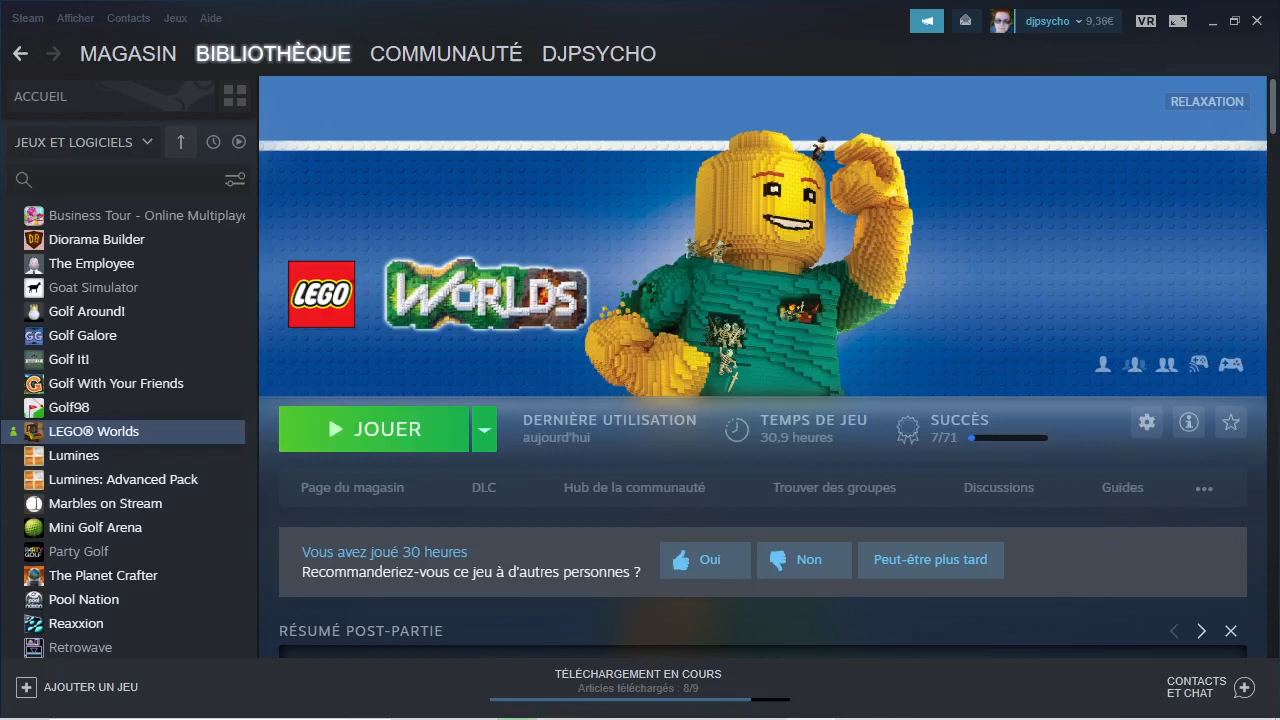 Steam Afficher Contacts Jeux Aide
djpsycho 9,36€ VR
MAGASIN BIBLIOTHÈQUE COMMUNAUTÉ DJPSYCHO
ACCUEIL
JEUX ET LOGICIELS
Business Tour - Online Multiplaye
Diorama Builder
The Employee
Goat Simulator
Golf Around!
Golf Galore
Golf It!
Golf With Your Friends
Golf98
LEGO® Worlds
Lumines
Lumines: Advanced Pack
Marbles on Stream
Mini Golf Arena
Party Golf
The Planet Crafter
Pool Nation
Reaxxion
Retrowave
AJOUTER UN JEU
RELAXATION
LEGO WORLDS
JOUER
DERNIÈRE UTILISATION
aujourd'hui
TEMPS DE JEU
30,9 heures
SUCCÈS
7/71
Page du magasin DLC Hub de la communauté Trouver des groupes Discussions Guides
Vous avez joué 30 heures
Recommanderiez-vous ce jeu à d'autres personnes ?
Oui Non Peut-être plus tard
RÉSUMÉ POST-PARTIE
TÉLÉCHARGEMENT EN COURS
Articles téléchargés : 8/9
CONTACTS
ET CHAT